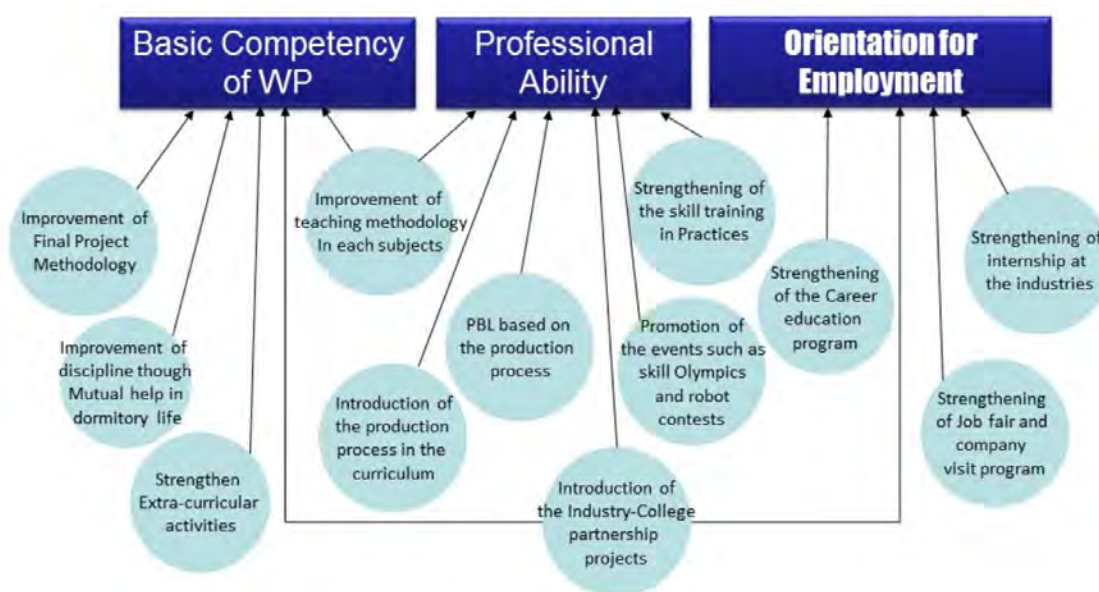 Basic Competency
of WP
Professional
Ability
Orientation for
Employment
Improvement of
Final Project
Methodology
Improvement of
teaching methodology
In each subjects
Strengthening of
the skill training
in Practices
Strengthening of
internship at
the industries
Strengthening
of the Career
education
program
PBL based on
the production
process
Promotion of
the events such as
skill Olympics
and robot
contests
Improvement of
discipline though
Mutual help in
dormitory life
Introduction of
the production
process in the
curriculum
Strengthening
of Job fair and
company
visit program
Strengthen
Extra-curricular
activities
Introduction of
the Industry-College
partnership
projects